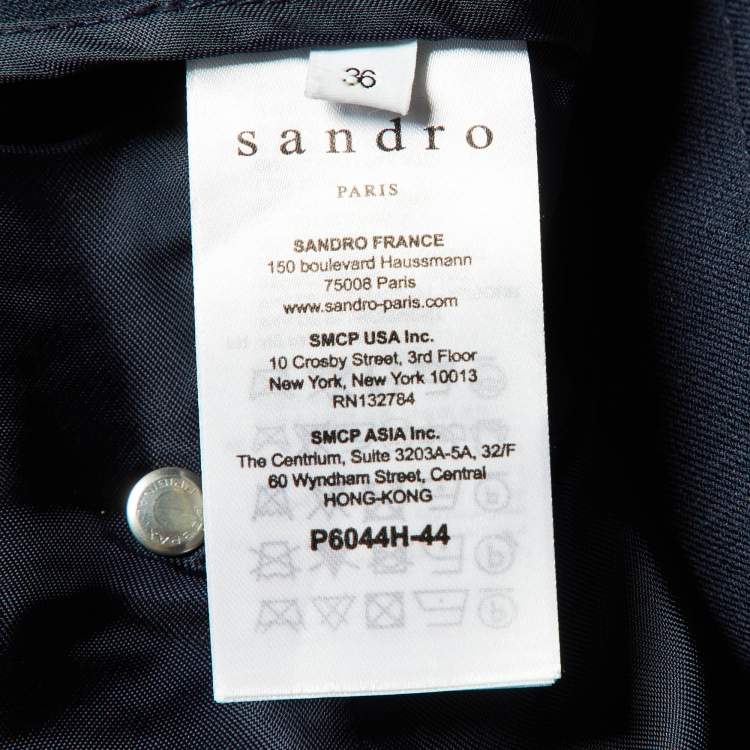 36
sandro
PARIS
SANDRO FRANCE
150 boulevard Haussmann
75008 Paris
www.sandro-paris.com
SMCP USA Inc.
10 Crosby Street, 3rd Floor
New York, New York 10013
RN132784
SMCP ASIA Inc.
The Centrium, Suite 3203A-5A, 32/F
60 Wyndham Street, Central
HONG-KONG
P6044H-44